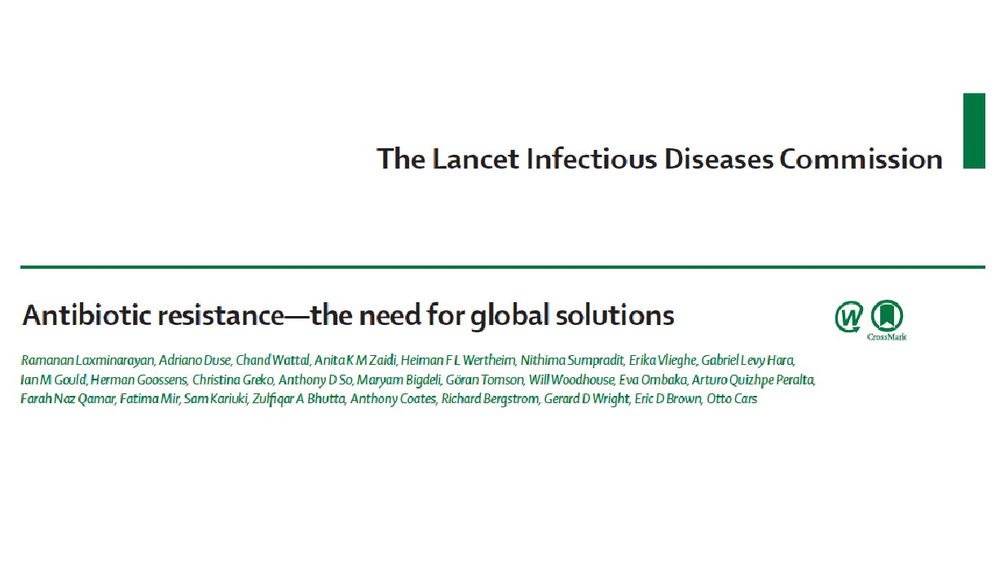 The Lancet Infectious Diseases Commission
Antibiotic resistance—the need for global solutions
W
CrossMark
Ramanan Laxminarayan, Adriano Duse, Chand Wattal, Anita K M Zaidi, Heiman F L Wertheim, Nithima Sumpradit, Erika Vlieghe, Gabriel Levy Hara,
Ian M Gould, Herman Goossens, Christina Greko, Anthony D So, Maryam Bigdeli, Göran Tomson, Will Woodhouse, Eva Ombaka, Arturo Quizhpe Peralta,
Farah Naz Qamar, Fatima Mir, Sam Kariuki, Zulfiqar A Bhutta, Anthony Coates, Richard Bergstrom, Gerard D Wright, Eric D Brown, Otto Cars